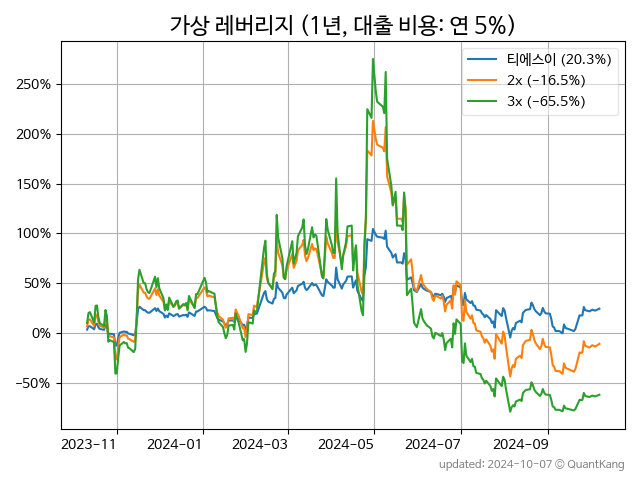 가상 레버리지 (1년, 대출 비용: 연 5%)
티에스이 (20.3%)
2x (−16.5%)
3x (−65.5%)
250%
200%
150%
100%
50%
0%
−50%
2023-11
2024-01
2024-03
2024-05
2024-07
2024-09
updated: 2024-10-07 © QuantKang